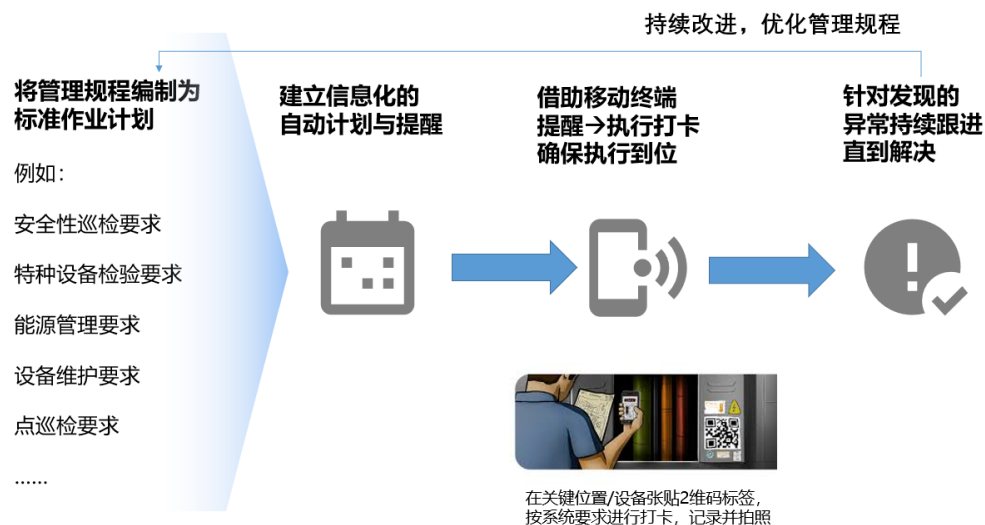 持续改进，优化管理规程
将管理规程编制为
标准作业计划
例如：
安全性巡检要求
特种设备检验要求
能源管理要求
设备维护要求
点巡检要求
……
建立信息化的
自动计划与提醒
借助移动终端
提醒→执行打卡
确保执行到位
在关键位置/设备张贴2维码标签，
按系统要求进行打卡，记录并拍照
针对发现的
异常持续跟进
直到解决